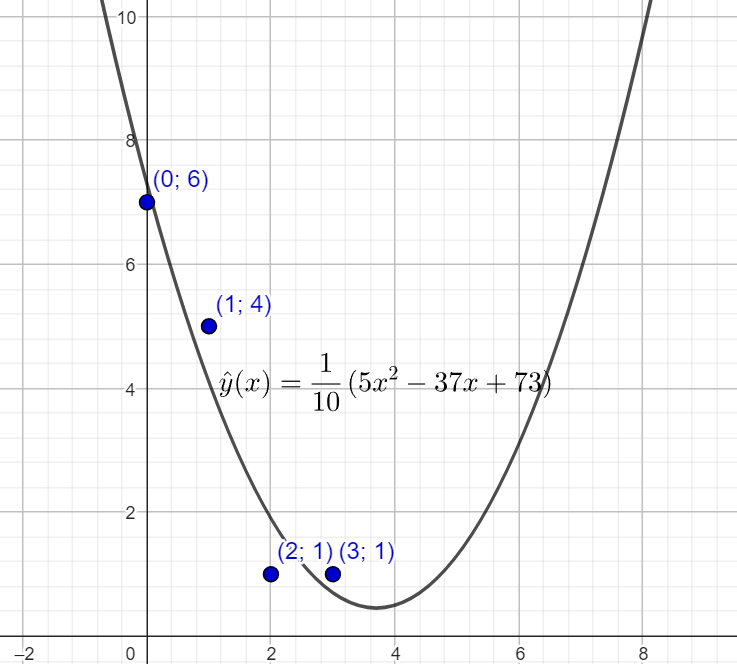 10
8
(0; 6)
6
(1; 4)
4
ŷ(x) = 1/10 (5x² − 37x + 73)
2
(2; 1) (3; 1)
−2 0 2 4 6 8